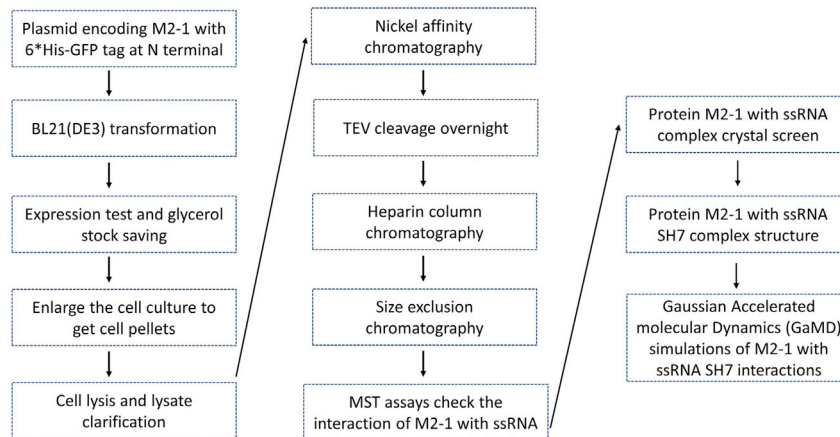 Plasmid encoding M2-1 with
6*His-GFP tag at N terminal
BL21(DE3) transformation
Expression test and glycerol
stock saving
Enlarge the cell culture to
get cell pellets
Cell lysis and lysate
clarification
Nickel affinity
chromatography
TEV cleavage overnight
Heparin column
chromatography
Size exclusion
chromatography
MST assays check the
interaction of M2-1 with ssRNA
Protein M2-1 with ssRNA
complex crystal screen
Protein M2-1 with ssRNA
SH7 complex structure
Gaussian Accelerated
molecular Dynamics (GaMD)
simulations of M2-1 with
ssRNA SH7 interactions